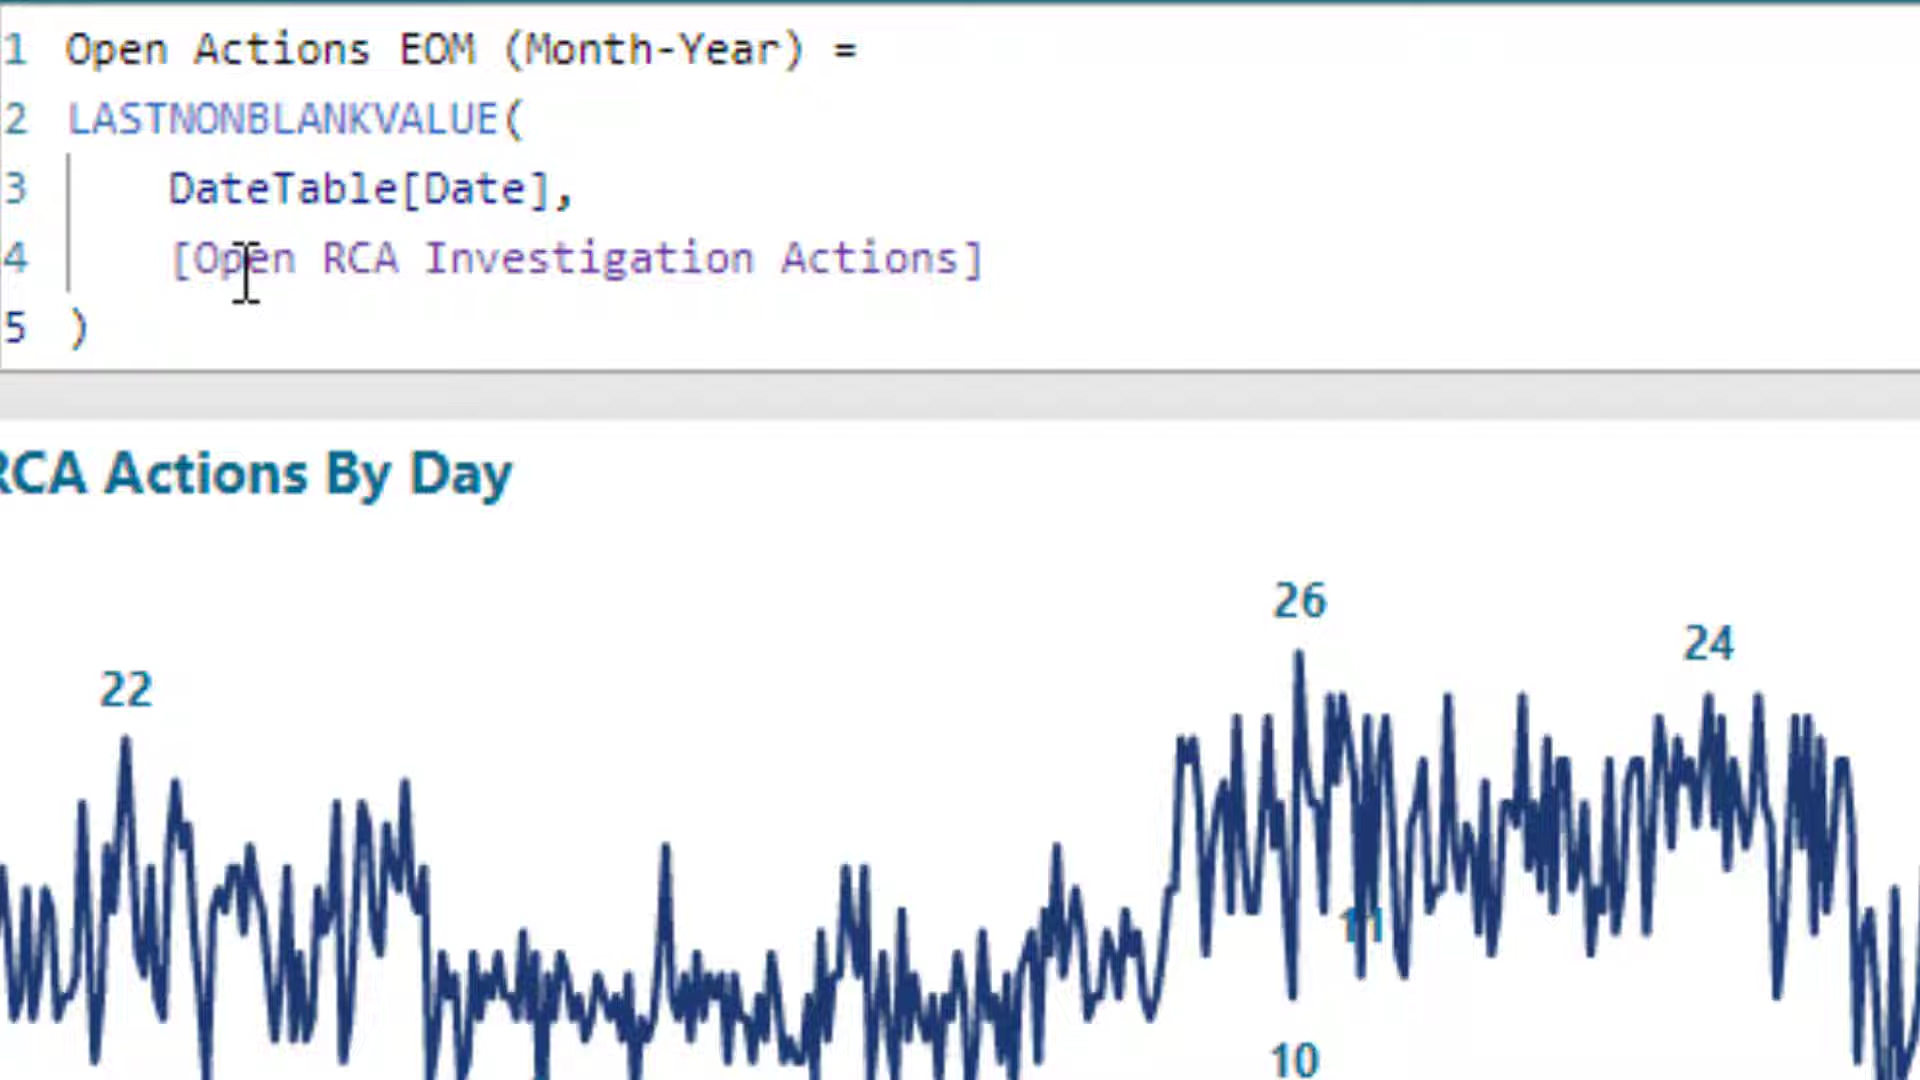 1 Open Actions EOM (Month-Year) =
2 LASTNONBLANKVALUE(
3 DateTable[Date],
4 [Open RCA Investigation Actions]
5 )
RCA Actions By Day
26
24
22
11
10